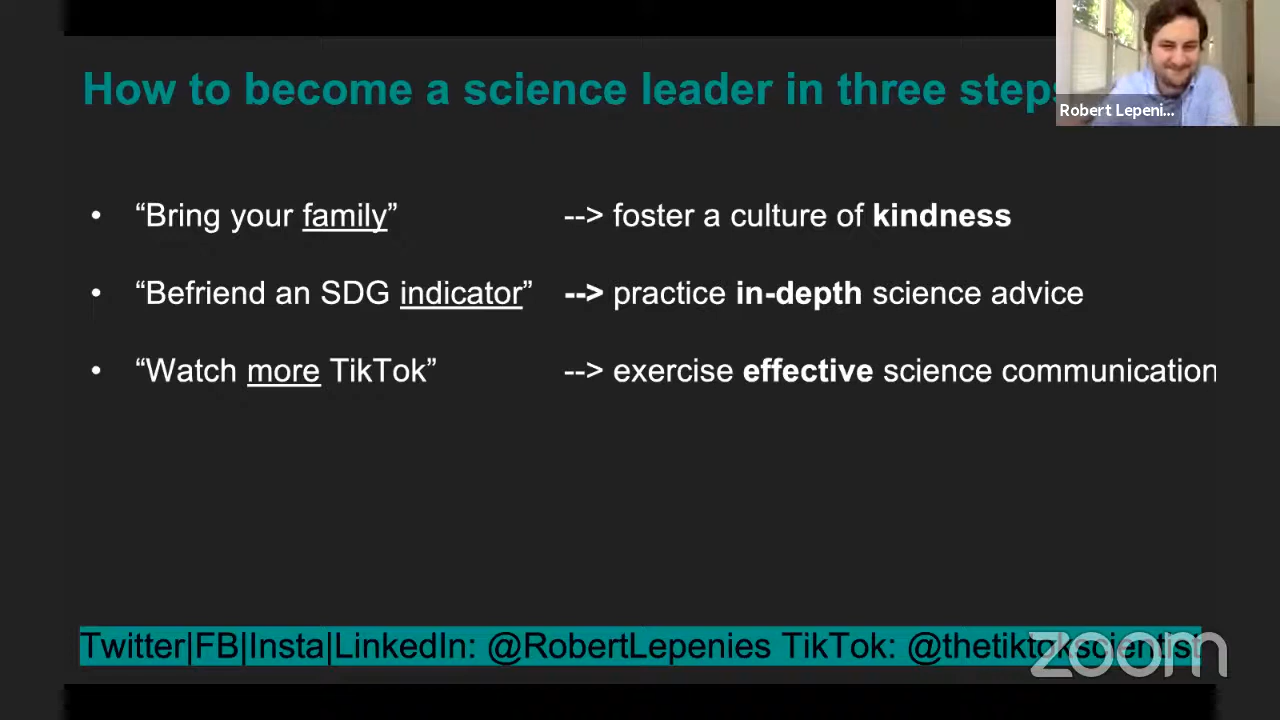 How to become a science leader in three steps
Robert Lepeni...
• “Bring your family” --> foster a culture of kindness
• “Befriend an SDG indicator” --> practice in-depth science advice
• “Watch more TikTok” --> exercise effective science communication
Twitter|FB|Insta|LinkedIn: @RobertLepenies TikTok: @thetiktokscientist
zoom